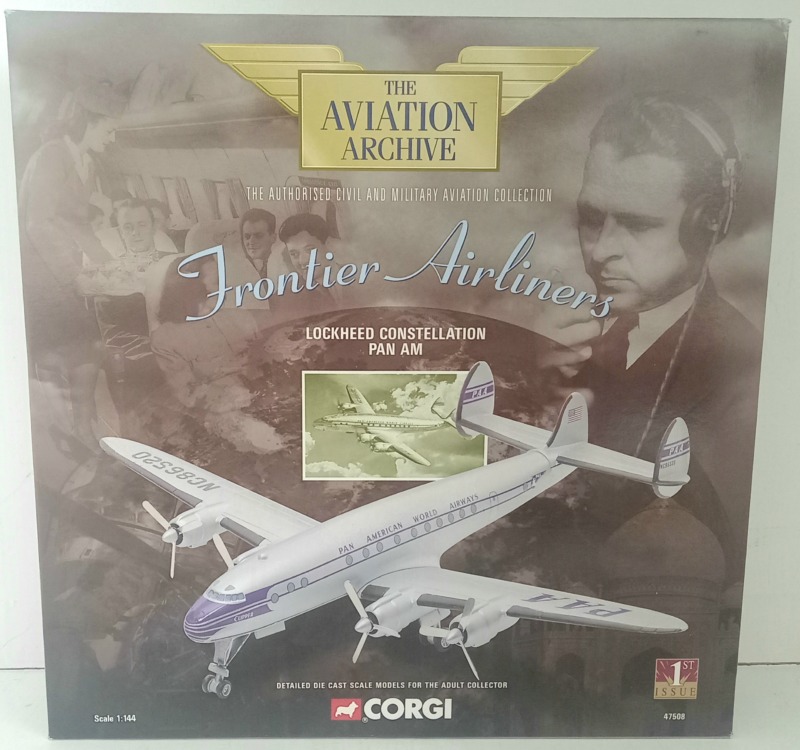 THE
AVIATION
ARCHIVE
THE AUTHORISED CIVIL AND MILITARY AVIATION COLLECTION
Frontier Airliners
LOCKHEED CONSTELLATION
PAN AM
PAA
PAA
NC86520
PAN AMERICAN WORLD AIRWAYS
CLIPPER
PAA
1ST
ISSUE
DETAILED DIE CAST SCALE MODELS FOR THE ADULT COLLECTOR
CORGI
Scale 1:144
47508